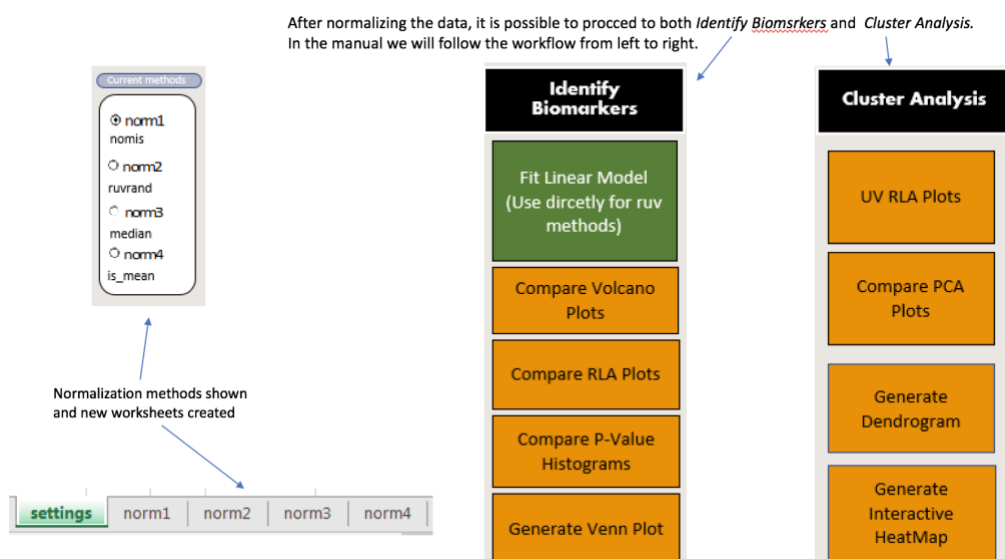 After normalizing the data, it is possible to procced to both Identify Biomsrkers and Cluster Analysis.
In the manual we will follow the workflow from left to right.
Current methods
norm1
nomis
norm2
ruvrand
norm3
median
norm4
is_mean
Normalization methods shown
and new worksheets created
settings norm1 norm2 norm3 norm4
Identify
Biomarkers
Fit Linear Model
(Use dircetly for ruv
methods)
Compare Volcano
Plots
Compare RLA Plots
Compare P-Value
Histograms
Generate Venn Plot
Cluster Analysis
UV RLA Plots
Compare PCA
Plots
Generate
Dendrogram
Generate
Interactive
HeatMap